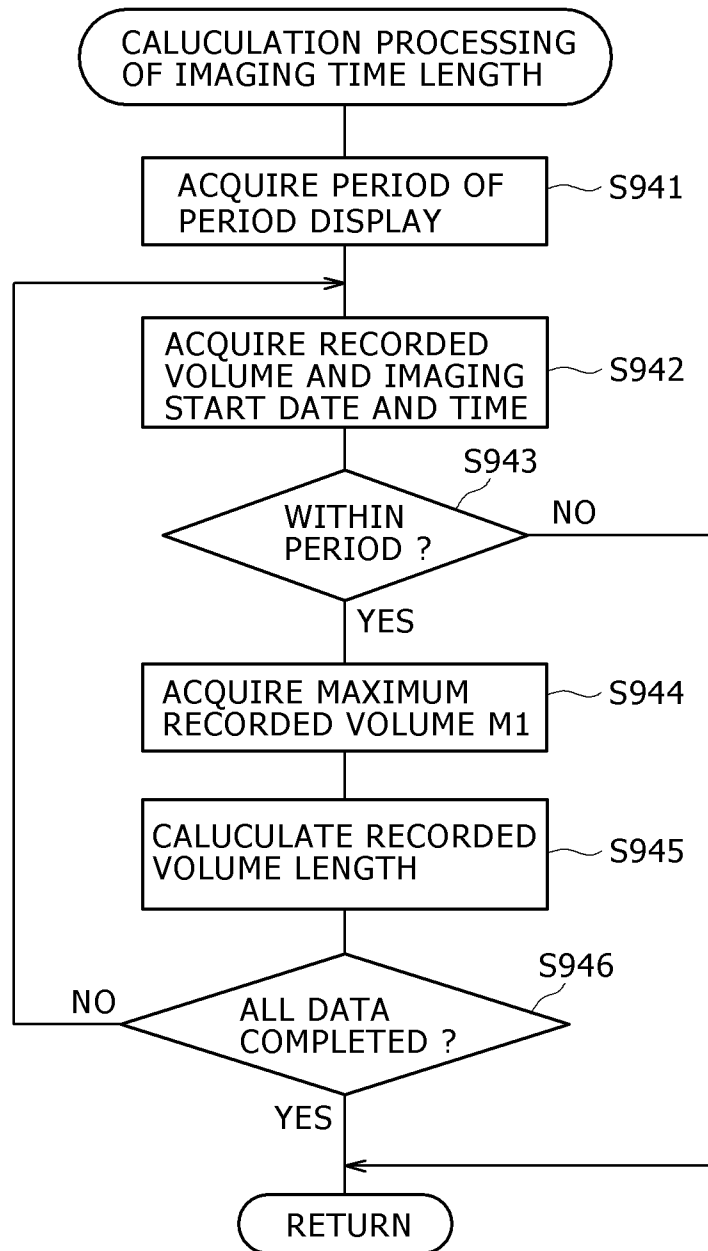 CALUCULATION PROCESSING
OF IMAGING TIME LENGTH
ACQUIRE PERIOD OF
PERIOD DISPLAY
S941
ACQUIRE RECORDED
VOLUME AND IMAGING
START DATE AND TIME
S942
S943
WITHIN
PERIOD ?
NO
YES
ACQUIRE MAXIMUM
RECORDED VOLUME M1
S944
CALUCULATE RECORDED
VOLUME LENGTH
S945
S946
NO
ALL DATA
COMPLETED ?
YES
RETURN